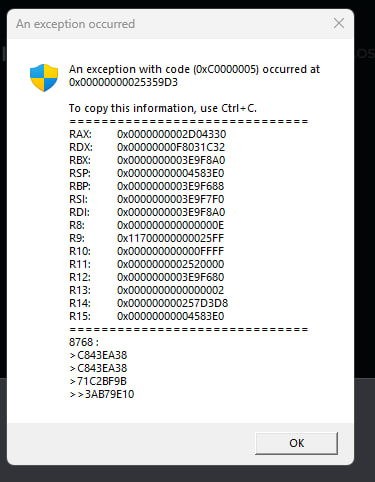 An exception occurred
An exception with code (0xC0000005) occurred at
0x00000000025359D3
To copy this information, use Ctrl+C.
==============================
RAX: 0x0000000002D04330
RDX: 0x00000000F8031C32
RBX: 0x0000000003E9F8A0
RSP: 0x00000000004583E0
RBP: 0x0000000003E9F688
RSI: 0x0000000003E9F7F0
RDI: 0x0000000003E9F8A0
R8: 0x000000000000000E
R9: 0x11700000000025FF
R10: 0x000000000000FFFF
R11: 0x0000000002520000
R12: 0x0000000003E9F680
R13: 0x0000000000000002
R14: 0x000000000257D3D8
R15: 0x00000000004583E0
==============================
8768 :
>C843EA38
>C843EA38
>71C2BF9B
>>3AB79E10
OK